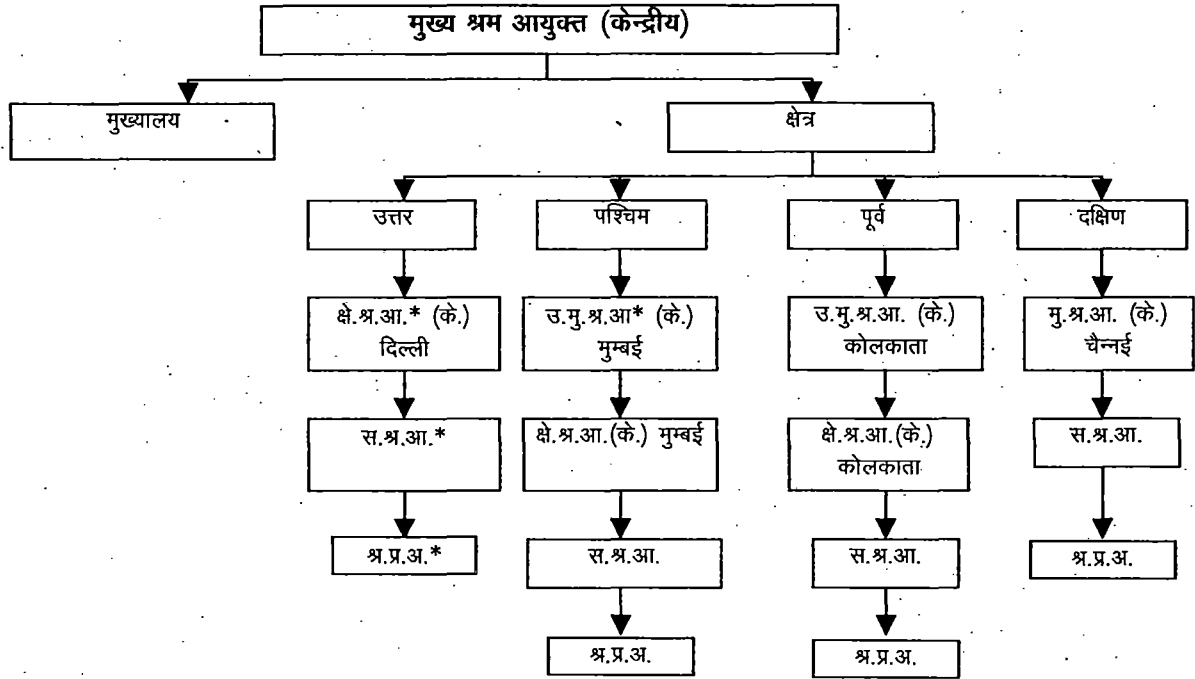 मुख्य श्रम आयुक्त (केन्द्रीय)
मुख्यालय
क्षेत्र
उत्तर
पश्चिम
पूर्व
दक्षिण
क्षे.श्र.आ.* (के.)
दिल्ली
उ.मु.श्र.आ* (के.)
मुम्बई
उ.मु.श्र.आ. (के.)
कोलकाता
मु.श्र.आ. (के.)
चैन्नई
स.श्र.आ.*
क्षे.श्र.आ.(के.) मुम्बई
क्षे.श्र.आ.(के.)
कोलकाता
स.श्र.आ.
श्र.प्र.अ.*
स.श्र.आ.
स.श्र.आ.
श्र.प्र.अ.
श्र.प्र.अ.
श्र.प्र.अ.